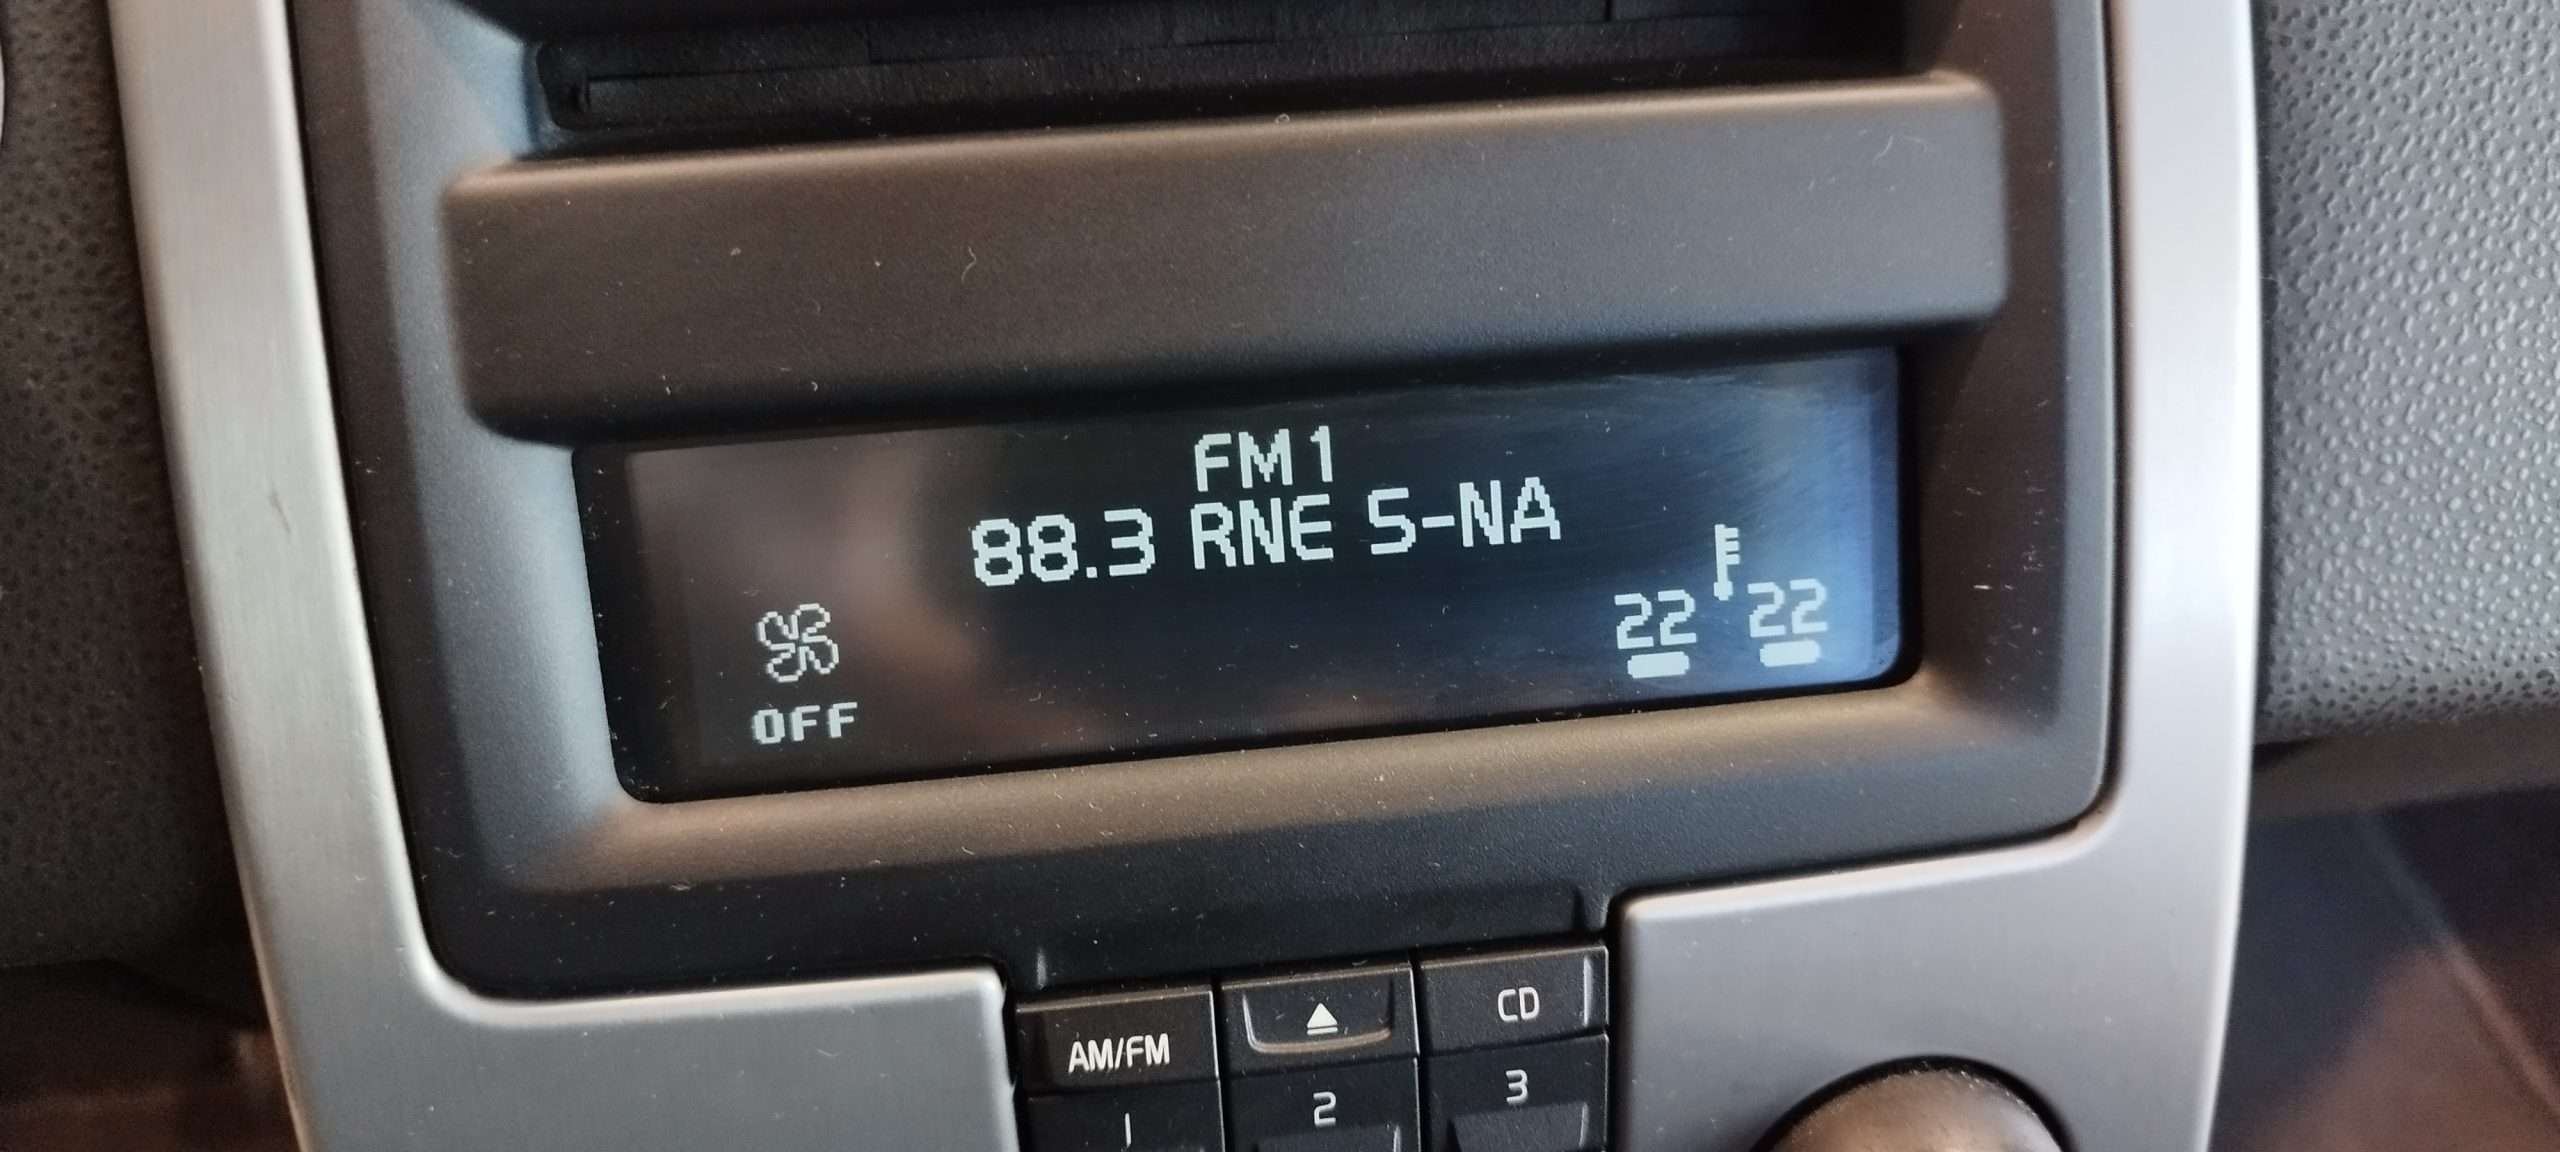 FM1
88.3 RNE 5-NA
22 22
OFF
AM/FM
CD
1
2
3